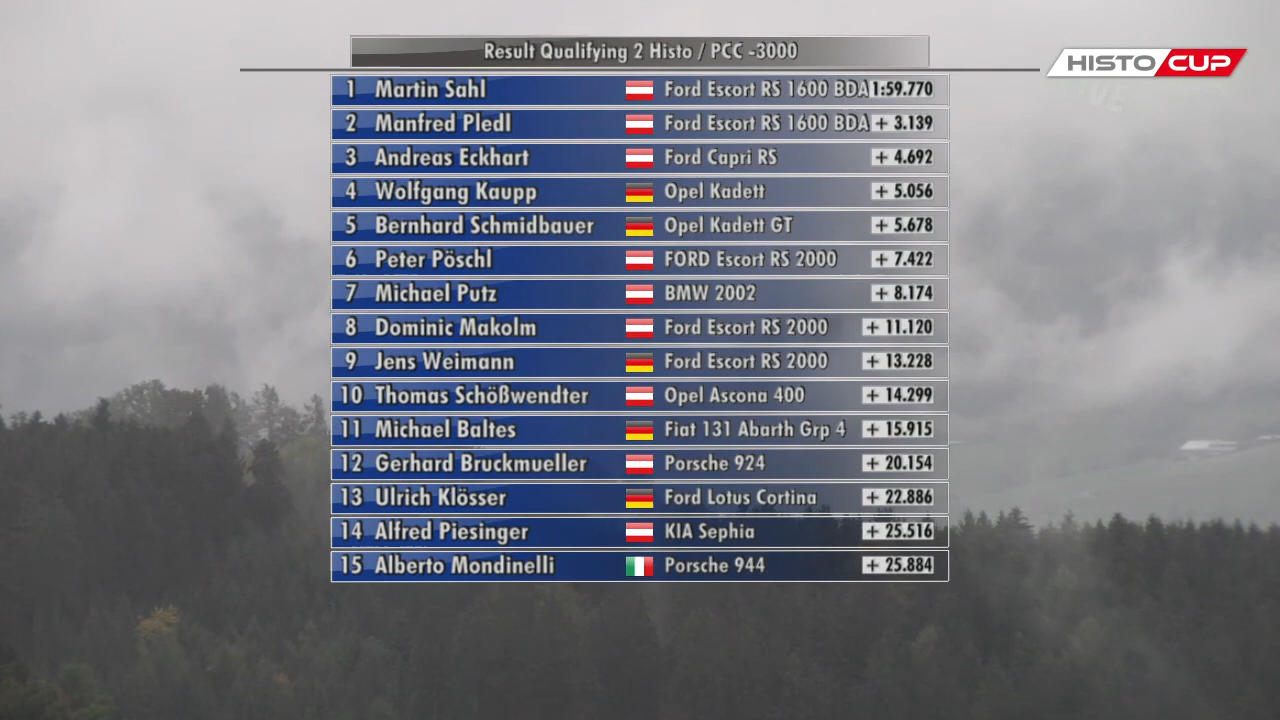 Result Qualifying 2 Histo / PCC -3000
HISTO CUP
1 Martin Sahl Ford Escort RS 1600 BDA 1:59.770
2 Manfred Pledl Ford Escort RS 1600 BDA + 3.139
3 Andreas Eckhart Ford Capri RS + 4.692
4 Wolfgang Kaupp Opel Kadett + 5.056
5 Bernhard Schmidbauer Opel Kadett GT + 5.678
6 Peter Pöschl FORD Escort RS 2000 + 7.422
7 Michael Putz BMW 2002 + 8.174
8 Dominic Makolm Ford Escort RS 2000 + 11.120
9 Jens Weimann Ford Escort RS 2000 + 13.228
10 Thomas Schößwendter Opel Ascona 400 + 14.299
11 Michael Baltes Fiat 131 Abarth Grp 4 + 15.915
12 Gerhard Bruckmueller Porsche 924 + 20.154
13 Ulrich Klösser Ford Lotus Cortina + 22.886
14 Alfred Piesinger KIA Sephia + 25.516
15 Alberto Mondinelli Porsche 944 + 25.884